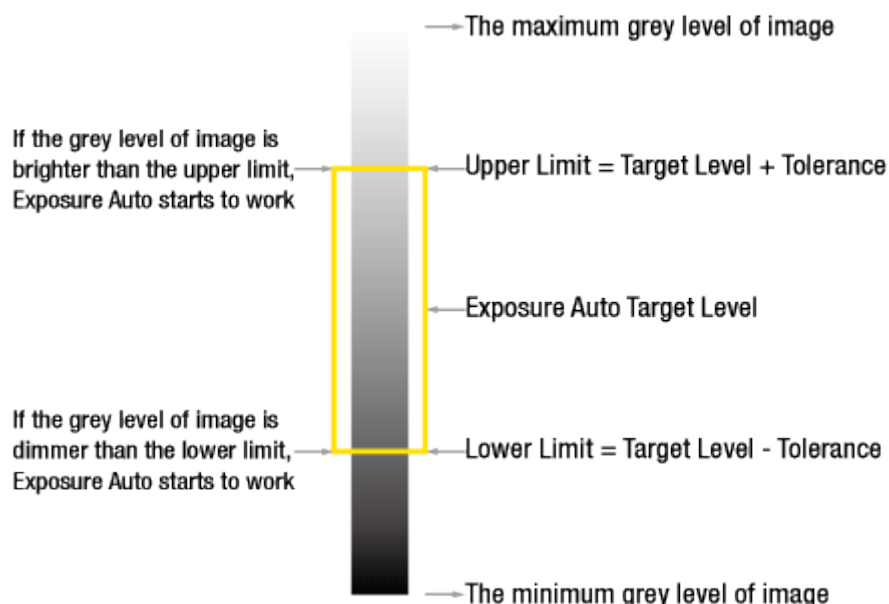 The maximum grey level of image
If the grey level of image is
brighter than the upper limit,
Exposure Auto starts to work
Upper Limit = Target Level + Tolerance
Exposure Auto Target Level
If the grey level of image is
dimmer than the lower limit,
Exposure Auto starts to work
Lower Limit = Target Level - Tolerance
The minimum grey level of image